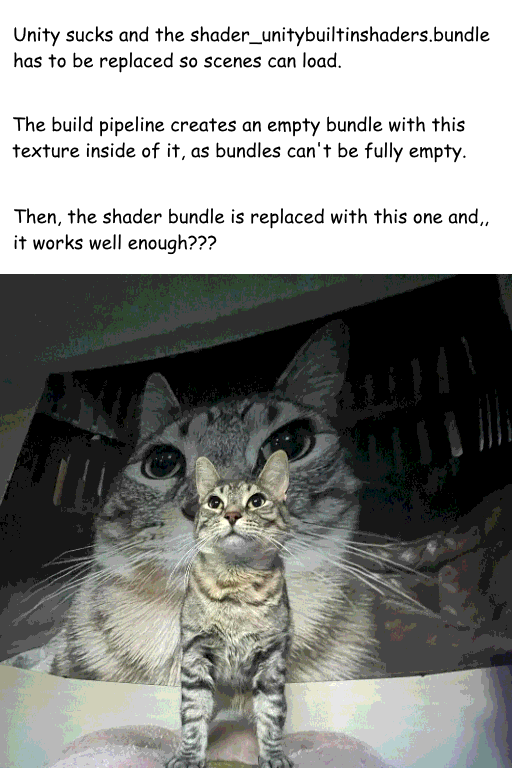 Unity sucks and the shader_unitybuiltinshaders.bundle
has to be replaced so scenes can load.
The build pipeline creates an empty bundle with this
texture inside of it, as bundles can't be fully empty.
Then, the shader bundle is replaced with this one and,,
it works well enough???